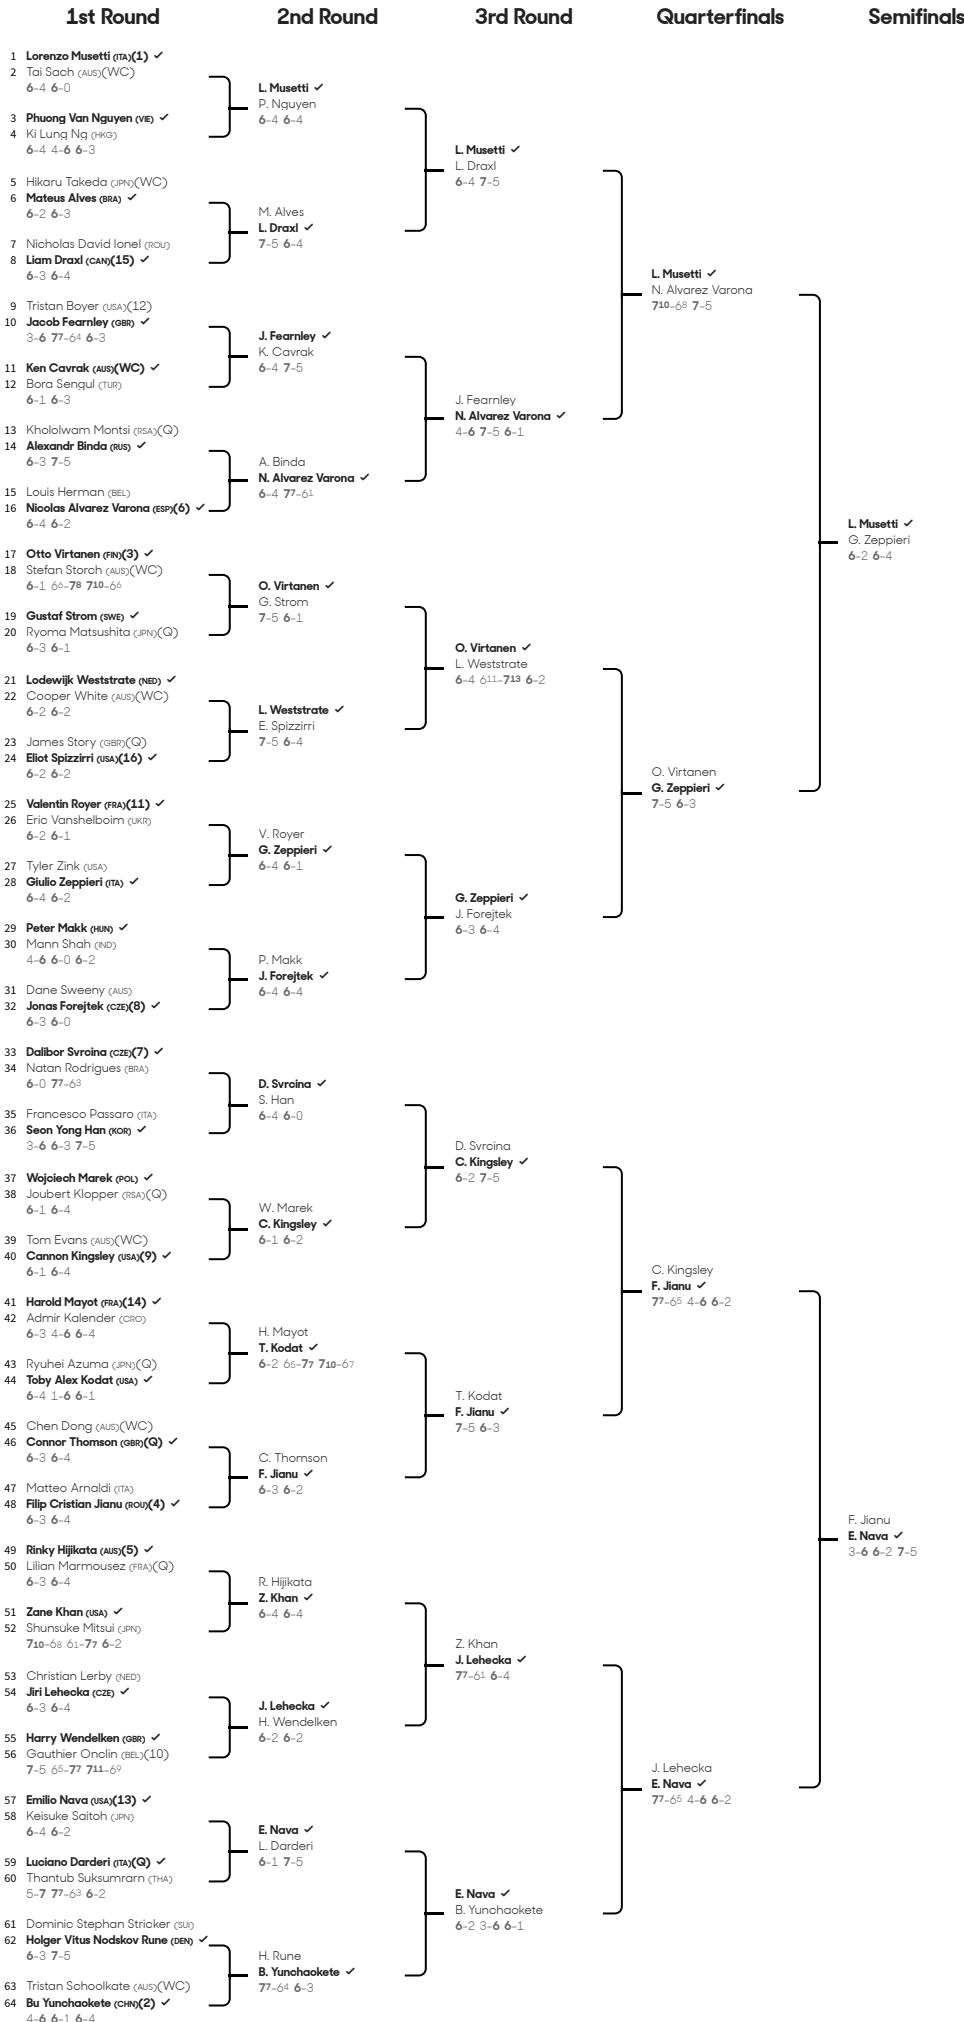 1st Round
2nd Round
3rd Round
Quarterfinals
Semifinals
1 Lorenzo Musetti (ITA)(1) ✓
2 Tai Sach (AUS)(WC)
6-4 6-0
3 Phuong Van Nguyen (VIE) ✓
4 Ki Lung Ng (HKG)
6-4 4-6 6-3
5 Hikaru Takeda (JPN)(WC)
6 Mateus Alves (BRA) ✓
6-2 6-3
7 Nicholas David Ionel (ROU)
8 Liam Draxl (CAN)(15) ✓
6-3 6-4
9 Tristan Boyer (USA)(12)
10 Jacob Fearnley (GBR) ✓
3-6 7⁷-6⁴ 6-3
11 Ken Cavrak (AUS)(WC) ✓
12 Bora Sengul (TUR)
6-1 6-3
13 Khololwam Montsi (RSA)(Q)
14 Alexandr Binda (RUS) ✓
6-3 7-5
15 Louis Herman (BEL)
16 Nicolas Alvarez Varona (ESP)(6) ✓
6-4 6-2
17 Otto Virtanen (FIN)(3) ✓
18 Stefan Storch (AUS)(WC)
6-1 6⁶-7⁸ 7¹⁰-6⁶
19 Gustaf Strom (SWE) ✓
20 Ryoma Matsushita (JPN)(Q)
6-3 6-1
21 Lodewijk Weststrate (NED) ✓
22 Cooper White (AUS)(WC)
6-2 6-2
23 James Story (GBR)(Q)
24 Eliot Spizzirri (USA)(16) ✓
6-2 6-2
25 Valentin Royer (FRA)(11) ✓
26 Eric Vanshelboim (UKR)
6-2 6-1
27 Tyler Zink (USA)
28 Giulio Zeppieri (ITA) ✓
6-4 6-2
29 Peter Makk (HUN) ✓
30 Mann Shah (IND)
4-6 6-0 6-2
31 Dane Sweeny (AUS)
32 Jonas Forejtek (CZE)(8) ✓
6-3 6-0
33 Dalibor Svrcina (CZE)(7) ✓
34 Natan Rodrigues (BRA)
6-0 7⁷-6³
35 Francesco Passaro (ITA)
36 Seon Yong Han (KOR) ✓
3-6 6-3 7-5
37 Wojciech Marek (POL) ✓
38 Joubert Klopper (RSA)(Q)
6-1 6-4
39 Tom Evans (AUS)(WC)
40 Cannon Kingsley (USA)(9) ✓
6-1 6-4
41 Harold Mayot (FRA)(14) ✓
42 Admir Kalender (CRO)
6-3 4-6 6-4
43 Ryuhei Azuma (JPN)(Q)
44 Toby Alex Kodat (USA) ✓
6-4 1-6 6-1
45 Chen Dong (AUS)(WC)
46 Connor Thomson (GBR)(Q) ✓
6-3 6-4
47 Matteo Arnaldi (ITA)
48 Filip Cristian Jianu (ROU)(4) ✓
6-3 6-4
49 Rinky Hijikata (AUS)(5) ✓
50 Lilian Marmousez (FRA)(Q)
6-3 6-4
51 Zane Khan (USA) ✓
52 Shunsuke Mitsui (JPN)
7¹⁰-6⁸ 6¹-7⁷ 6-2
53 Christian Lerby (NED)
54 Jiri Lehecka (CZE) ✓
6-3 6-4
55 Harry Wendelken (GBR) ✓
56 Gauthier Onclin (BEL)(10)
7-5 6⁵-7⁷ 7¹¹-6⁹
57 Emilio Nava (USA)(13) ✓
58 Keisuke Saitoh (JPN)
6-4 6-2
59 Luciano Darderi (ITA)(Q) ✓
60 Thantub Suksumrarn (THA)
5-7 7⁷-6³ 6-2
61 Dominic Stephan Stricker (SUI)
62 Holger Vitus Nodskov Rune (DEN) ✓
6-3 7-5
63 Tristan Schoolkate (AUS)(WC)
64 Bu Yunchaokete (CHN)(2) ✓
4-6 6-1 6-4
L. Musetti ✓
P. Nguyen
6-4 6-4
M. Alves
L. Draxl ✓
7-5 6-4
J. Fearnley ✓
K. Cavrak
6-4 7-5
A. Binda
N. Alvarez Varona ✓
6-4 7⁷-6¹
O. Virtanen ✓
G. Strom
7-5 6-1
L. Weststrate ✓
E. Spizzirri
7-5 6-4
V. Royer
G. Zeppieri ✓
6-4 6-1
P. Makk
J. Forejtek ✓
6-4 6-4
D. Svrcina ✓
S. Han
6-4 6-0
W. Marek
C. Kingsley ✓
6-1 6-2
H. Mayot
T. Kodat ✓
6-2 6⁵-7⁷ 7¹⁰-6⁷
C. Thomson
F. Jianu ✓
6-3 6-2
R. Hijikata
Z. Khan ✓
6-4 6-4
J. Lehecka ✓
H. Wendelken
6-2 6-2
E. Nava ✓
L. Darderi
6-1 7-5
H. Rune
B. Yunchaokete ✓
7⁷-6⁴ 6-3
L. Musetti ✓
L. Draxl
6-4 7-5
J. Fearnley
N. Alvarez Varona ✓
4-6 7-5 6-1
O. Virtanen ✓
L. Weststrate
6-4 6¹¹-7¹³ 6-2
G. Zeppieri ✓
J. Forejtek
6-3 6-4
D. Svrcina
C. Kingsley ✓
6-2 7-5
T. Kodat
F. Jianu ✓
7-5 6-3
Z. Khan
J. Lehecka ✓
7⁷-6¹ 6-4
E. Nava ✓
B. Yunchaokete
6-2 3-6 6-1
L. Musetti ✓
N. Alvarez Varona
7¹⁰-6⁸ 7-5
O. Virtanen
G. Zeppieri ✓
7-5 6-3
C. Kingsley
F. Jianu ✓
7⁷-6⁵ 4-6 6-2
J. Lehecka
E. Nava ✓
7⁷-6⁵ 4-6 6-2
L. Musetti ✓
G. Zeppieri
6-2 6-4
F. Jianu
E. Nava ✓
3-6 6-2 7-5